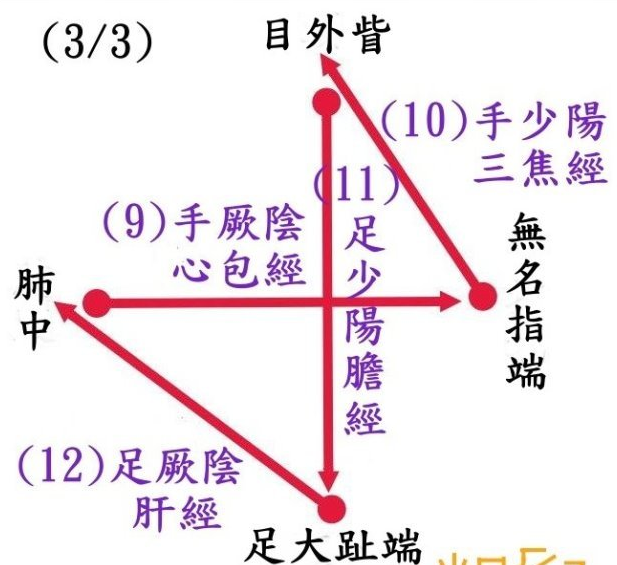 (3/3)
目外眥
(10)手少陽
三焦經
(11)
足少陽膽經
(9)手厥陰
心包經
無名指端
肺中
(12)足厥陰
肝經
足大趾端